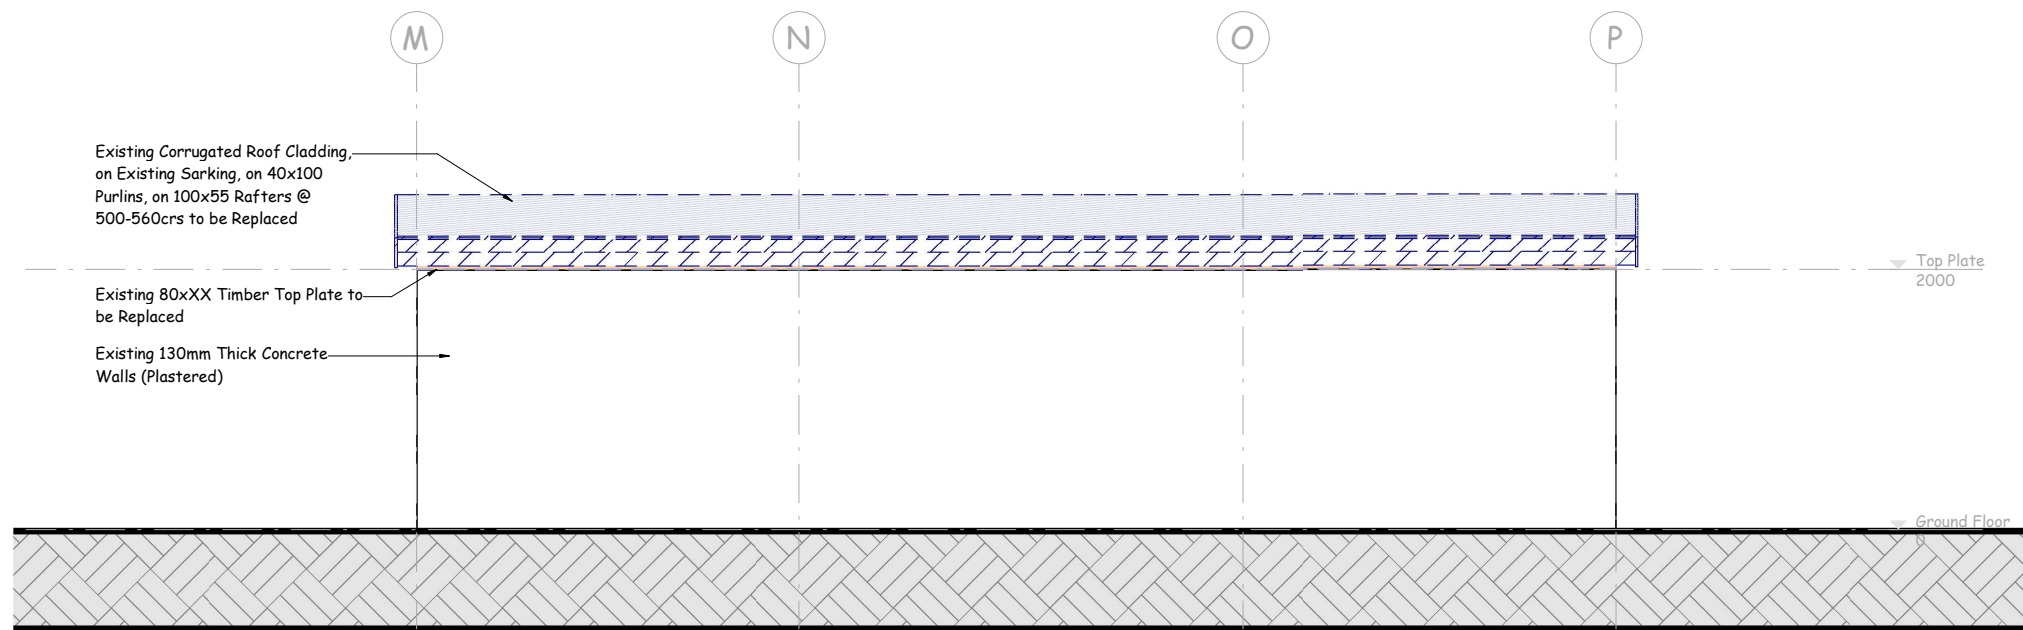 M
N
O
P
Existing Corrugated Roof Cladding,
on Existing Sarking, on 40x100
Purlins, on 100x55 Rafters @
500-560crs to be Replaced
Top Plate
2000
Existing 80xXX Timber Top Plate to
be Replaced
Existing 130mm Thick Concrete
Walls (Plastered)
Ground Floor
0